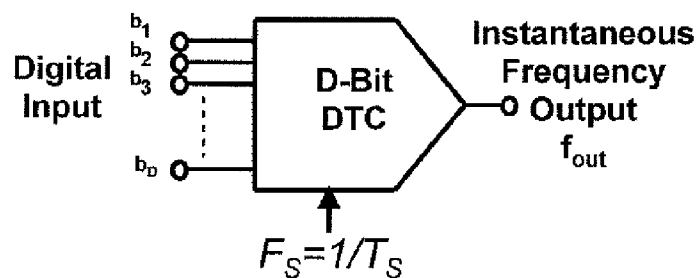 b1
b2
b3
bD
Digital
Input
D-Bit
DTC
Instantaneous
Frequency
Output
fout
FS=1/TS